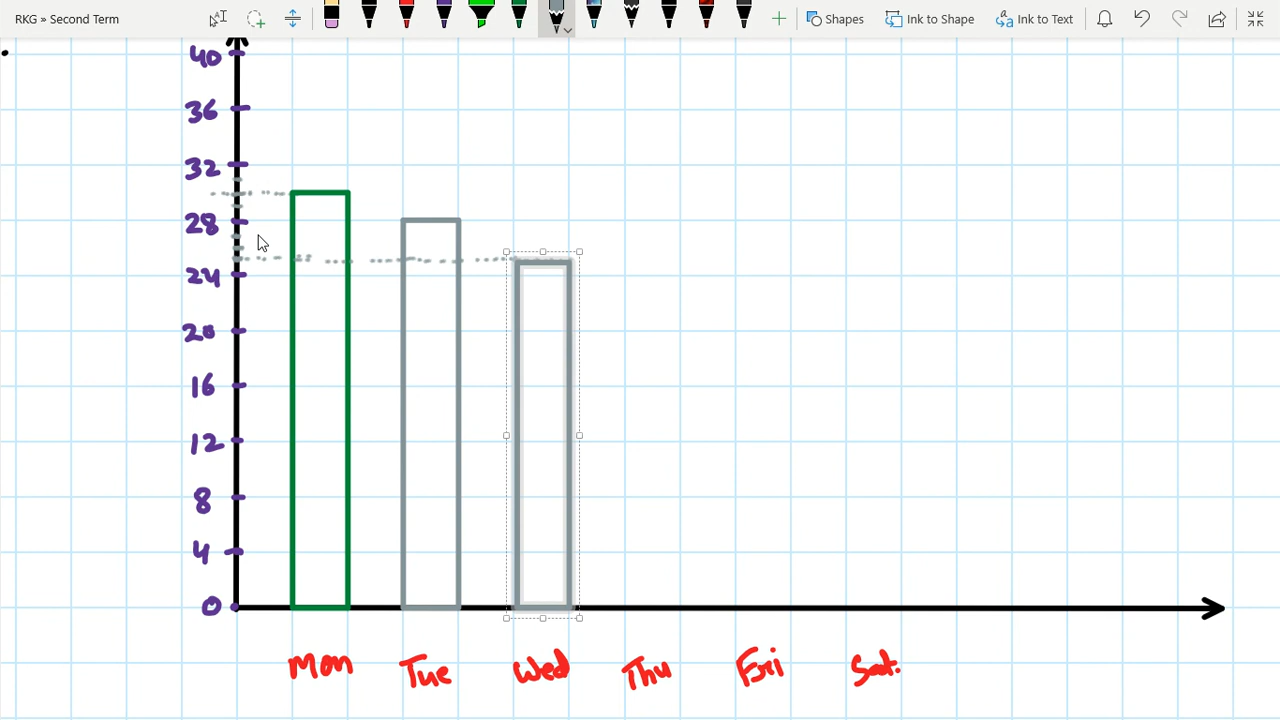 RKG » Second Term
Shapes
Ink to Shape
Ink to Text
40
36
32
28
24
20
16
12
8
4
0
Mon Tue Wed Thu Fri Sat.